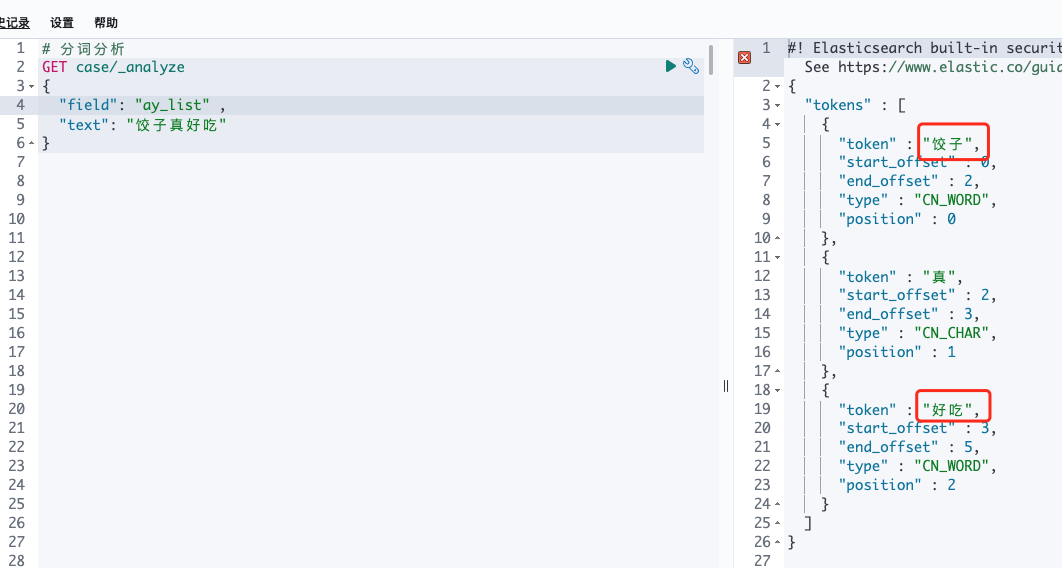 史记录 设置 帮助
1 # 分词分析
2 GET case/_analyze
3 {
4 "field": "ay_list" ,
5 "text": "饺子真好吃"
6 }
7
8
9
10
11
12
13
14
15
16
17
18
19
20
21
22
23
24
25
26
27
28
1 #! Elasticsearch built-in securit
See https://www.elastic.co/guid
2 {
3 "tokens" : [
4 {
5 "token" : "饺子",
6 "start_offset" : 0,
7 "end_offset" : 2,
8 "type" : "CN_WORD",
9 "position" : 0
10 },
11 {
12 "token" : "真",
13 "start_offset" : 2,
14 "end_offset" : 3,
15 "type" : "CN_CHAR",
16 "position" : 1
17 },
18 {
19 "token" : "好吃",
20 "start_offset" : 3,
21 "end_offset" : 5,
22 "type" : "CN_WORD",
23 "position" : 2
24 }
25 ]
26 }
27